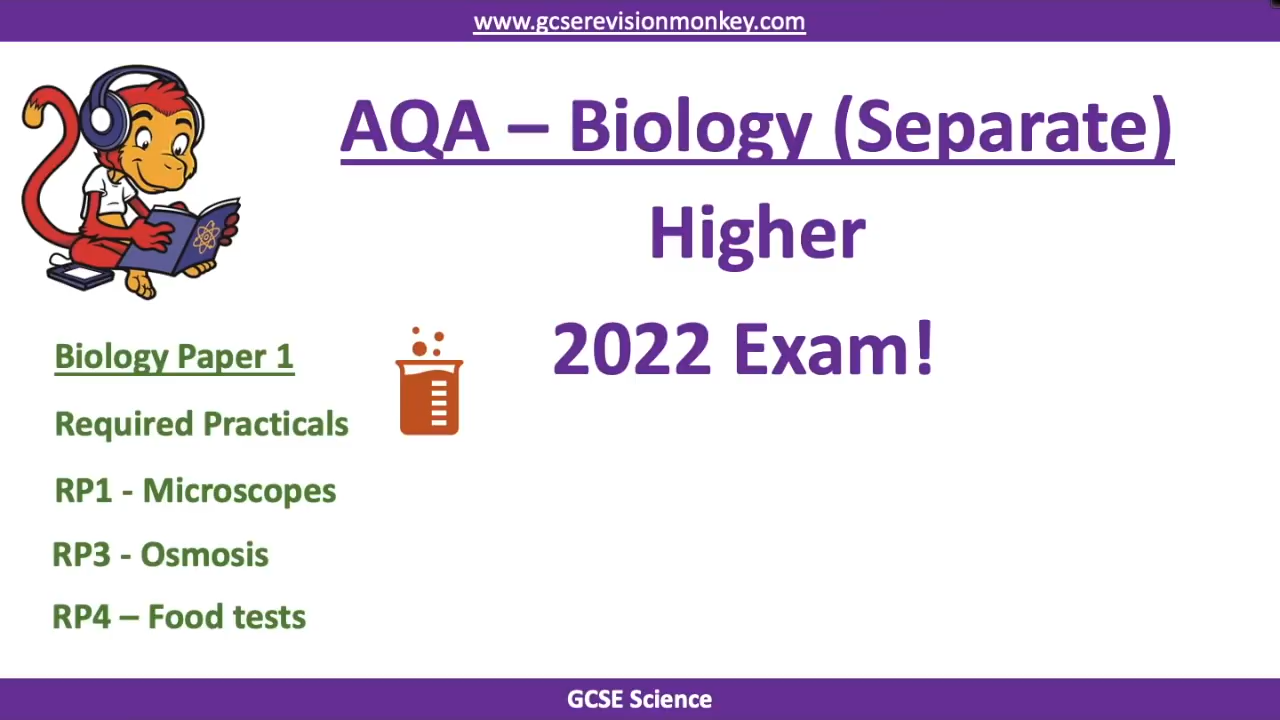 www.gcserevisionmonkey.com
AQA – Biology (Separate)
Higher
2022 Exam!
Biology Paper 1
Required Practicals
RP1 - Microscopes
RP3 - Osmosis
RP4 – Food tests
GCSE Science